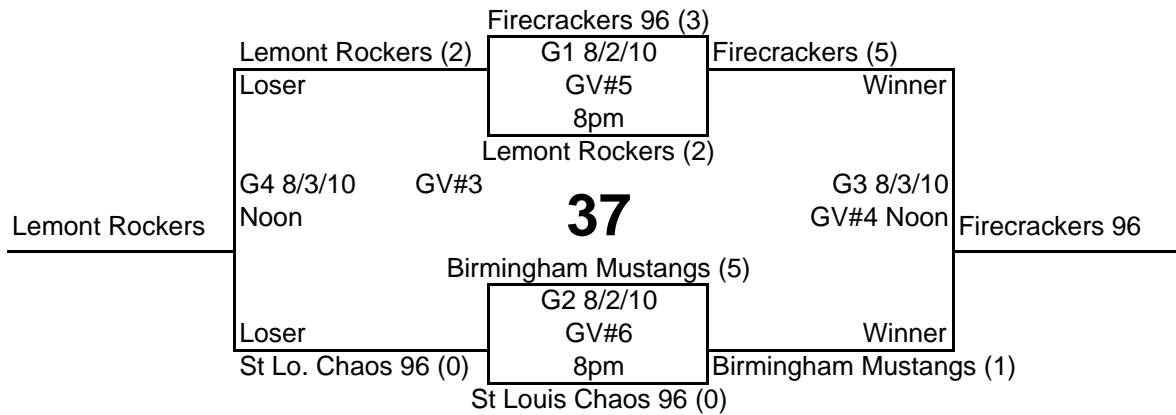 Firecrackers 96 (3)
Lemont Rockers (2)
G1 8/2/10
Firecrackers (5)
Loser
GV#5
Winner
8pm
Lemont Rockers (2)
G4 8/3/10
GV#3
G3 8/3/10
Lemont Rockers
Noon
37
GV#4 Noon
Firecrackers 96
Birmingham Mustangs (5)
G2 8/2/10
Loser
GV#6
Winner
St Lo. Chaos 96 (0)
8pm
Birmingham Mustangs (1)
St Louis Chaos 96 (0)